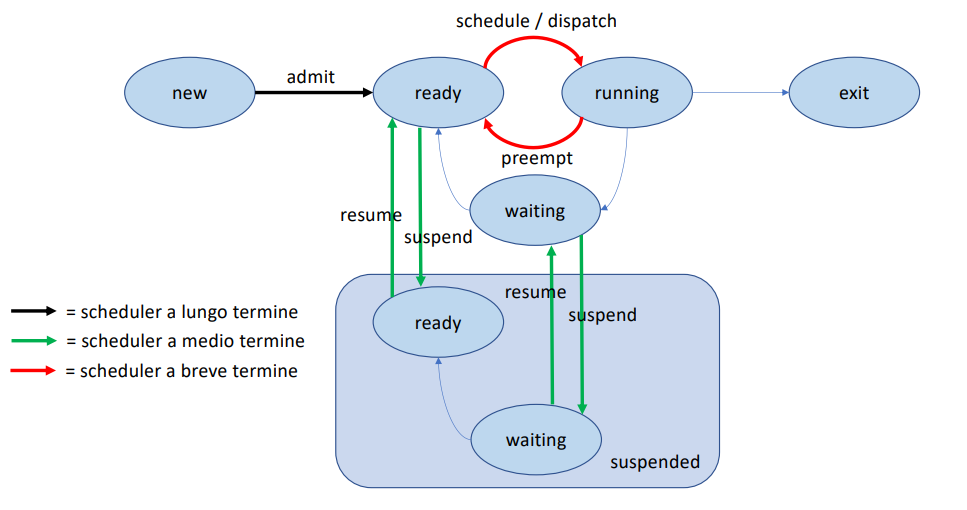 schedule / dispatch
new
admit
ready
running
exit
preempt
waiting
resume
suspend
resume
suspend
ready
waiting
suspended
= scheduler a lungo termine
= scheduler a medio termine
= scheduler a breve termine